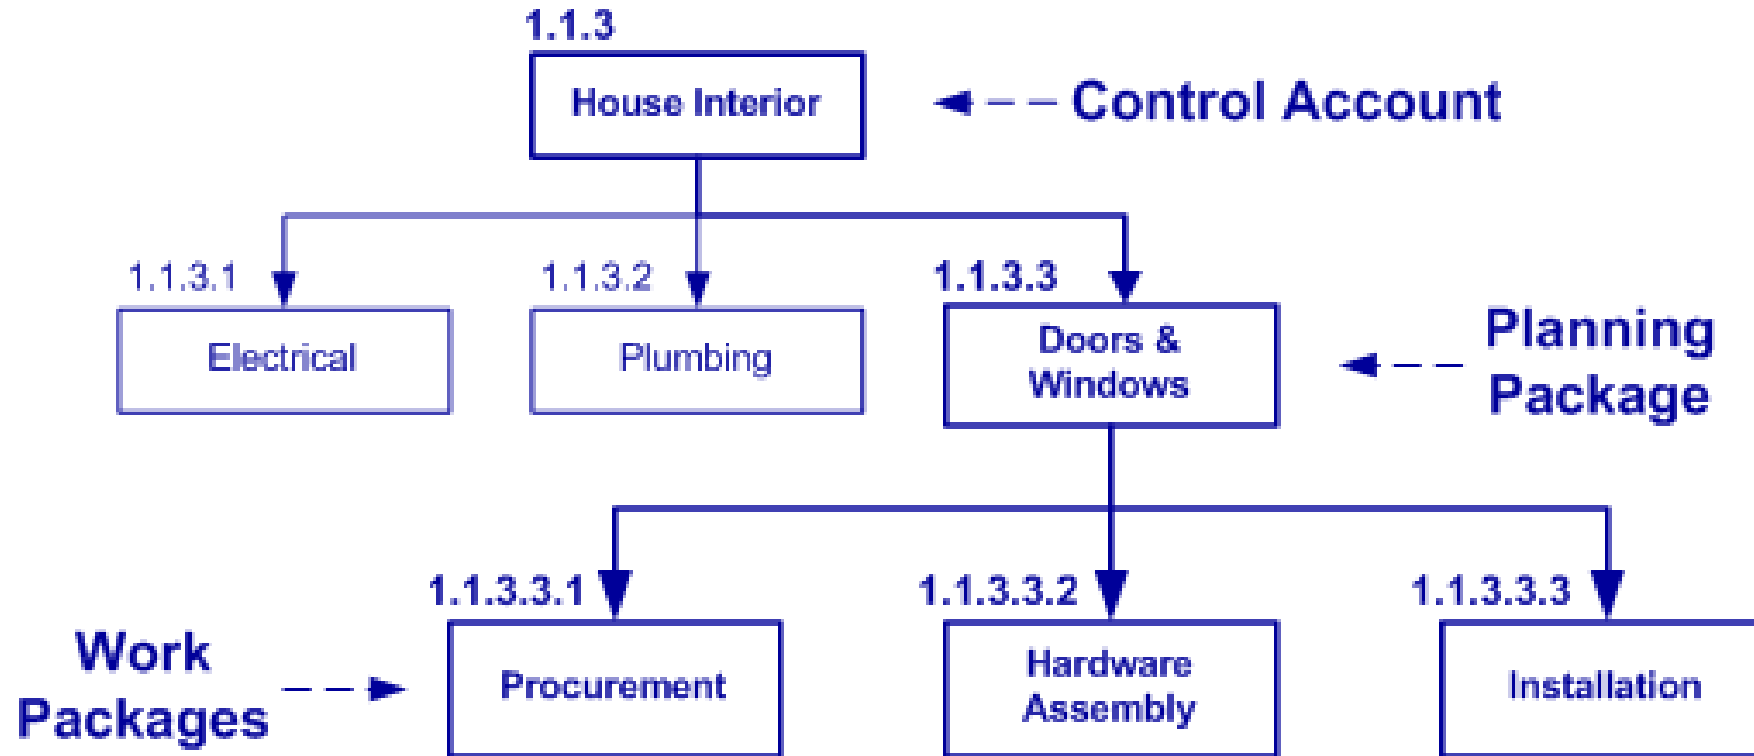 1.1.3
House Interior
Control Account
1.1.3.1
1.1.3.2
1.1.3.3
Electrical
Plumbing
Doors &
Windows
Planning
Package
1.1.3.3.1
1.1.3.3.2
1.1.3.3.3
Work
Packages
Procurement
Hardware
Assembly
Installation